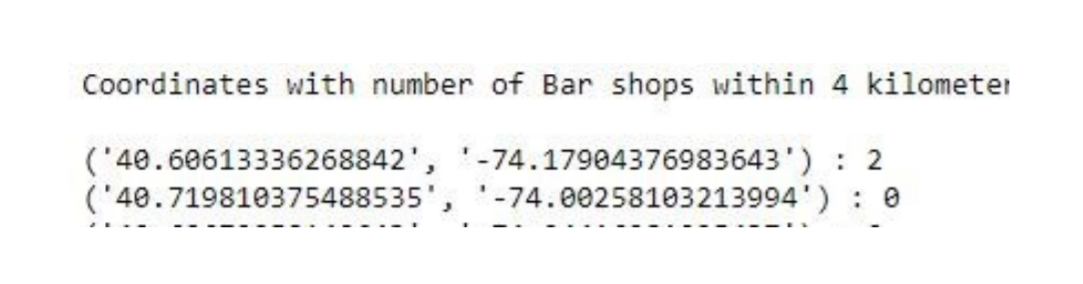 Coordinates with number of Bar shops within 4 kilometer
('40.60613336268842', '-74.17904376983643') : 2
('40.719810375488535', '-74.00258103213994') : 0